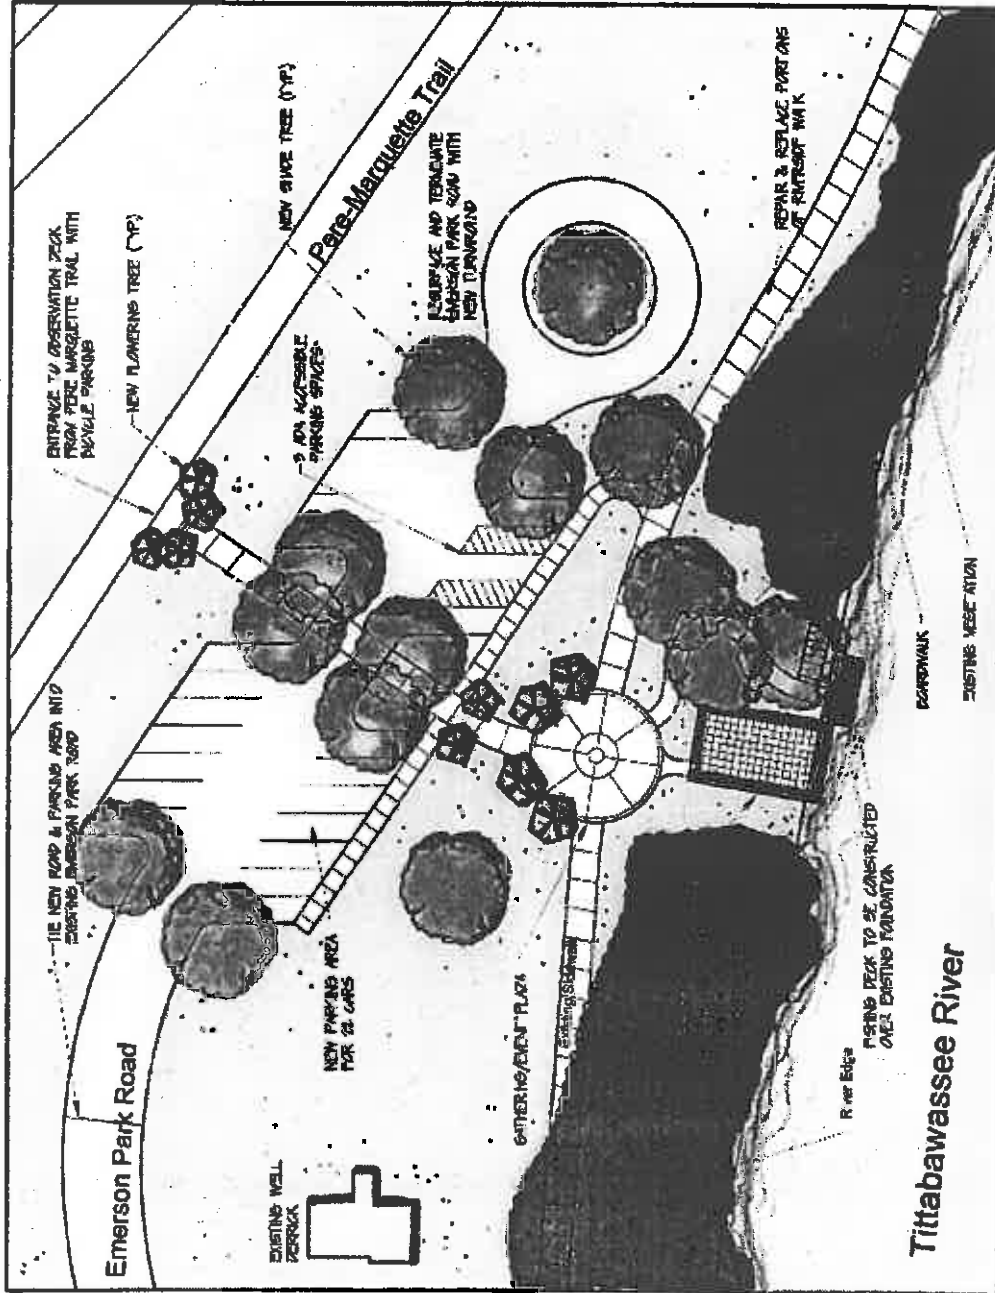 TIE NEW ROAD & PARKING AREA INTO
EXISTING EMERSON PARK ROAD
ENTRANCE TO OBSERVATION DECK
FROM PERE MARQUETTE TRAIL WITH
BICYCLE PARKING
NEW FLOWERING TREE (TYP)
NEW SHADE TREE (TYP)
Pere-Marquette Trail
Emerson Park Road
3 ADA ACCESSIBLE
PARKING SPACES
RESURFACE AND TERMINATE
EMERSON PARK ROAD WITH
NEW TURNAROUND
EXISTING WELL
DERRICK
NEW PARKING AREA
FOR CARS
GATHERING/EVENT PLAZA
Existing Sidewalk
REPAIR & REPLACE PORTIONS
OF RIVERSIDE WALK
River Edge
FISHING DECK TO BE CONSTRUCTED
OVER EXISTING FOUNDATION
BOARDWALK
EXISTING VEGETATION
Tittabawassee River